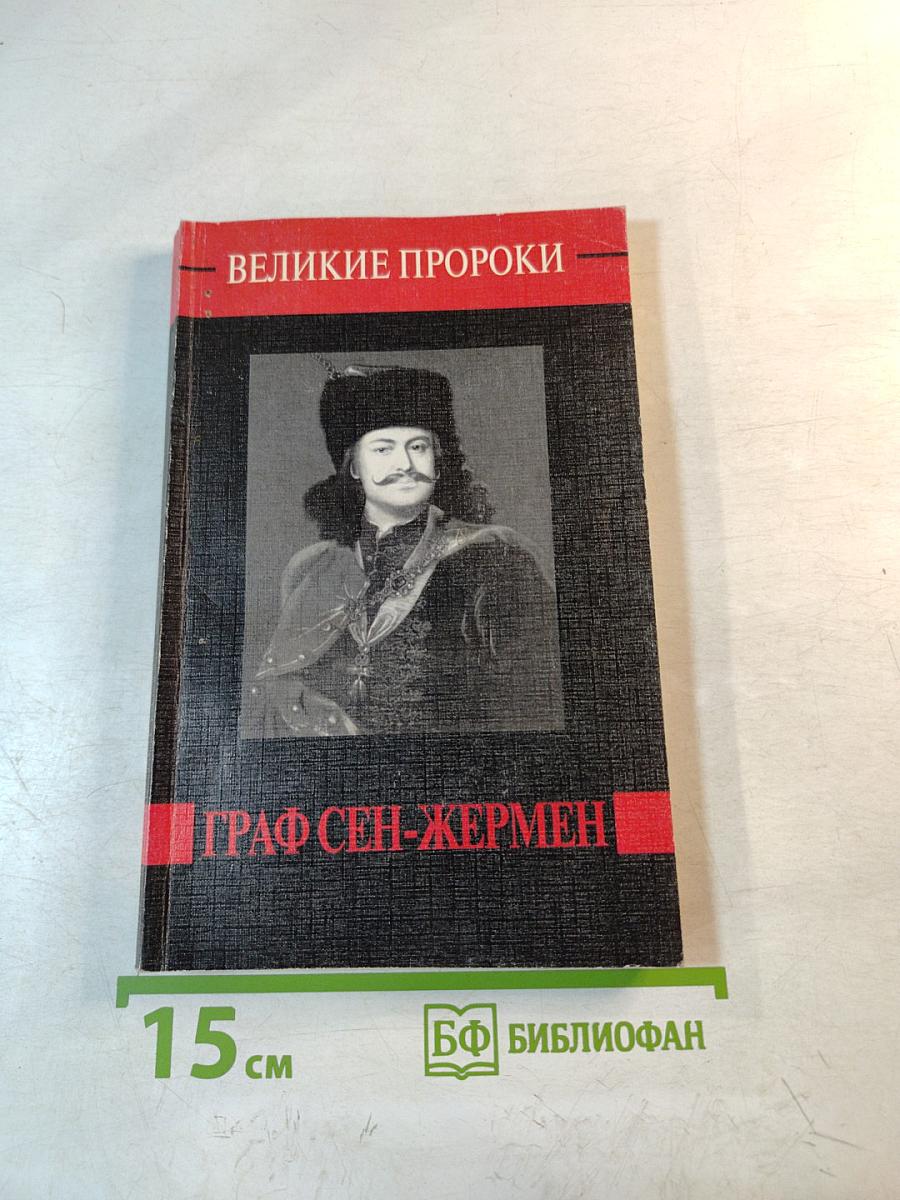 ВЕЛИКИЕ ПРОРОКИ
ГРАФ СЕН-ЖЕРМЕН
15 см
БФ БИБЛИОФАН